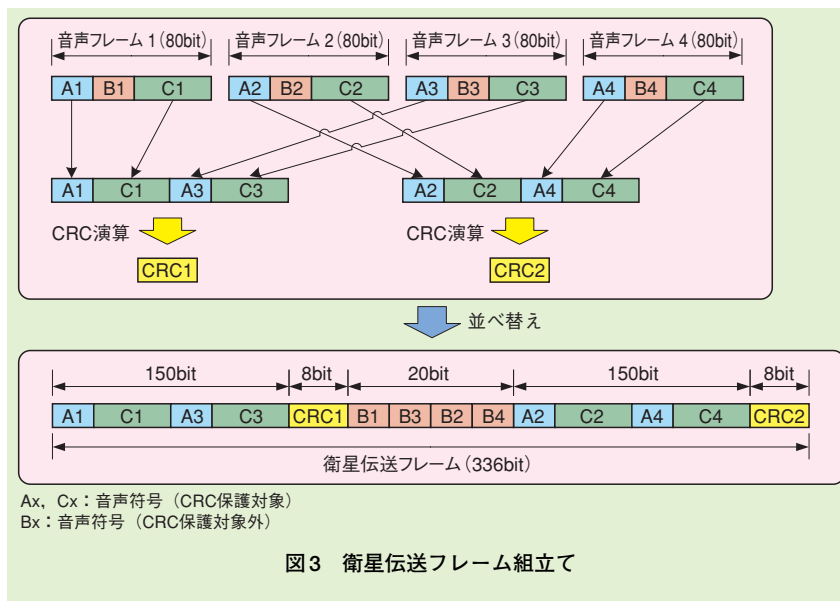 音声フレーム1(80bit) 音声フレーム2(80bit) 音声フレーム3(80bit) 音声フレーム4(80bit)
A1 B1 C1 A2 B2 C2 A3 B3 C3 A4 B4 C4
A1 C1 A3 C3 A2 C2 A4 C4
CRC演算 CRC演算
CRC1 CRC2
並べ替え
150bit 8bit 20bit 150bit 8bit
A1 C1 A3 C3 CRC1 B1 B3 B2 B4 A2 C2 A4 C4 CRC2
衛星伝送フレーム(336bit)
Ax，Cx：音声符号（CRC保護対象）
Bx：音声符号（CRC保護対象外）
図3 衛星伝送フレーム組立て